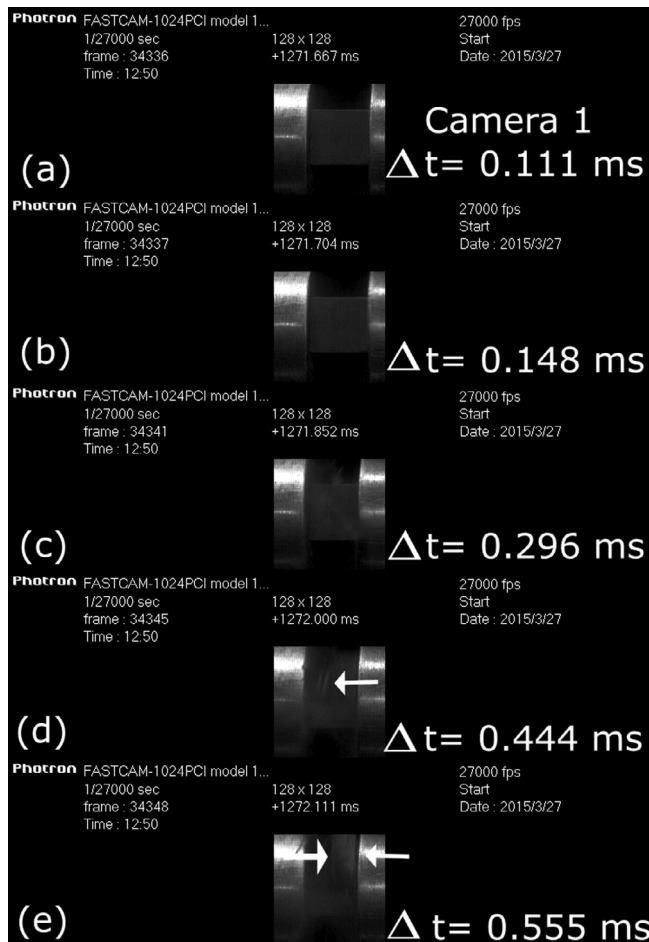 Photron FASTCAM-1024PCI model 1... 27000 fps
1/27000 sec 128 x 128 Start
frame : 34336 +1271.667 ms Date : 2015/3/27
Time : 12:50
Camera 1
(a) Δ t= 0.111 ms
Photron FASTCAM-1024PCI model 1... 27000 fps
1/27000 sec 128 x 128 Start
frame : 34337 +1271.704 ms Date : 2015/3/27
Time : 12:50
(b) Δ t= 0.148 ms
Photron FASTCAM-1024PCI model 1... 27000 fps
1/27000 sec 128 x 128 Start
frame : 34341 +1271.852 ms Date : 2015/3/27
Time : 12:50
(c) Δ t= 0.296 ms
Photron FASTCAM-1024PCI model 1... 27000 fps
1/27000 sec 128 x 128 Start
frame : 34345 +1272.000 ms Date : 2015/3/27
Time : 12:50
(d) Δ t= 0.444 ms
Photron FASTCAM-1024PCI model 1... 27000 fps
1/27000 sec 128 x 128 Start
frame : 34348 +1272.111 ms Date : 2015/3/27
Time : 12:50
(e) Δ t= 0.555 ms